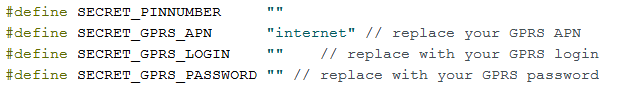 #define SECRET_PINNUMBER     ""
#define SECRET_GPRS_APN      "internet" // replace your GPRS APN
#define SECRET_GPRS_LOGIN    ""    // replace with your GPRS login
#define SECRET_GPRS_PASSWORD "" // replace with your GPRS password